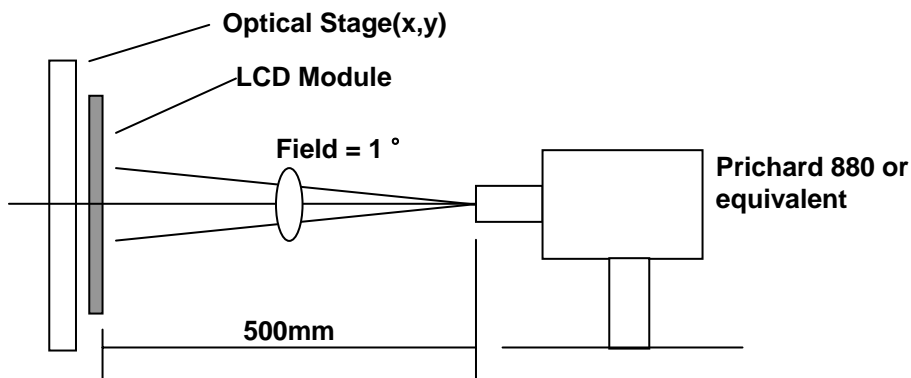 Optical Stage(x,y)
LCD Module
Field = 1 °
Prichard 880 or
equivalent
500mm